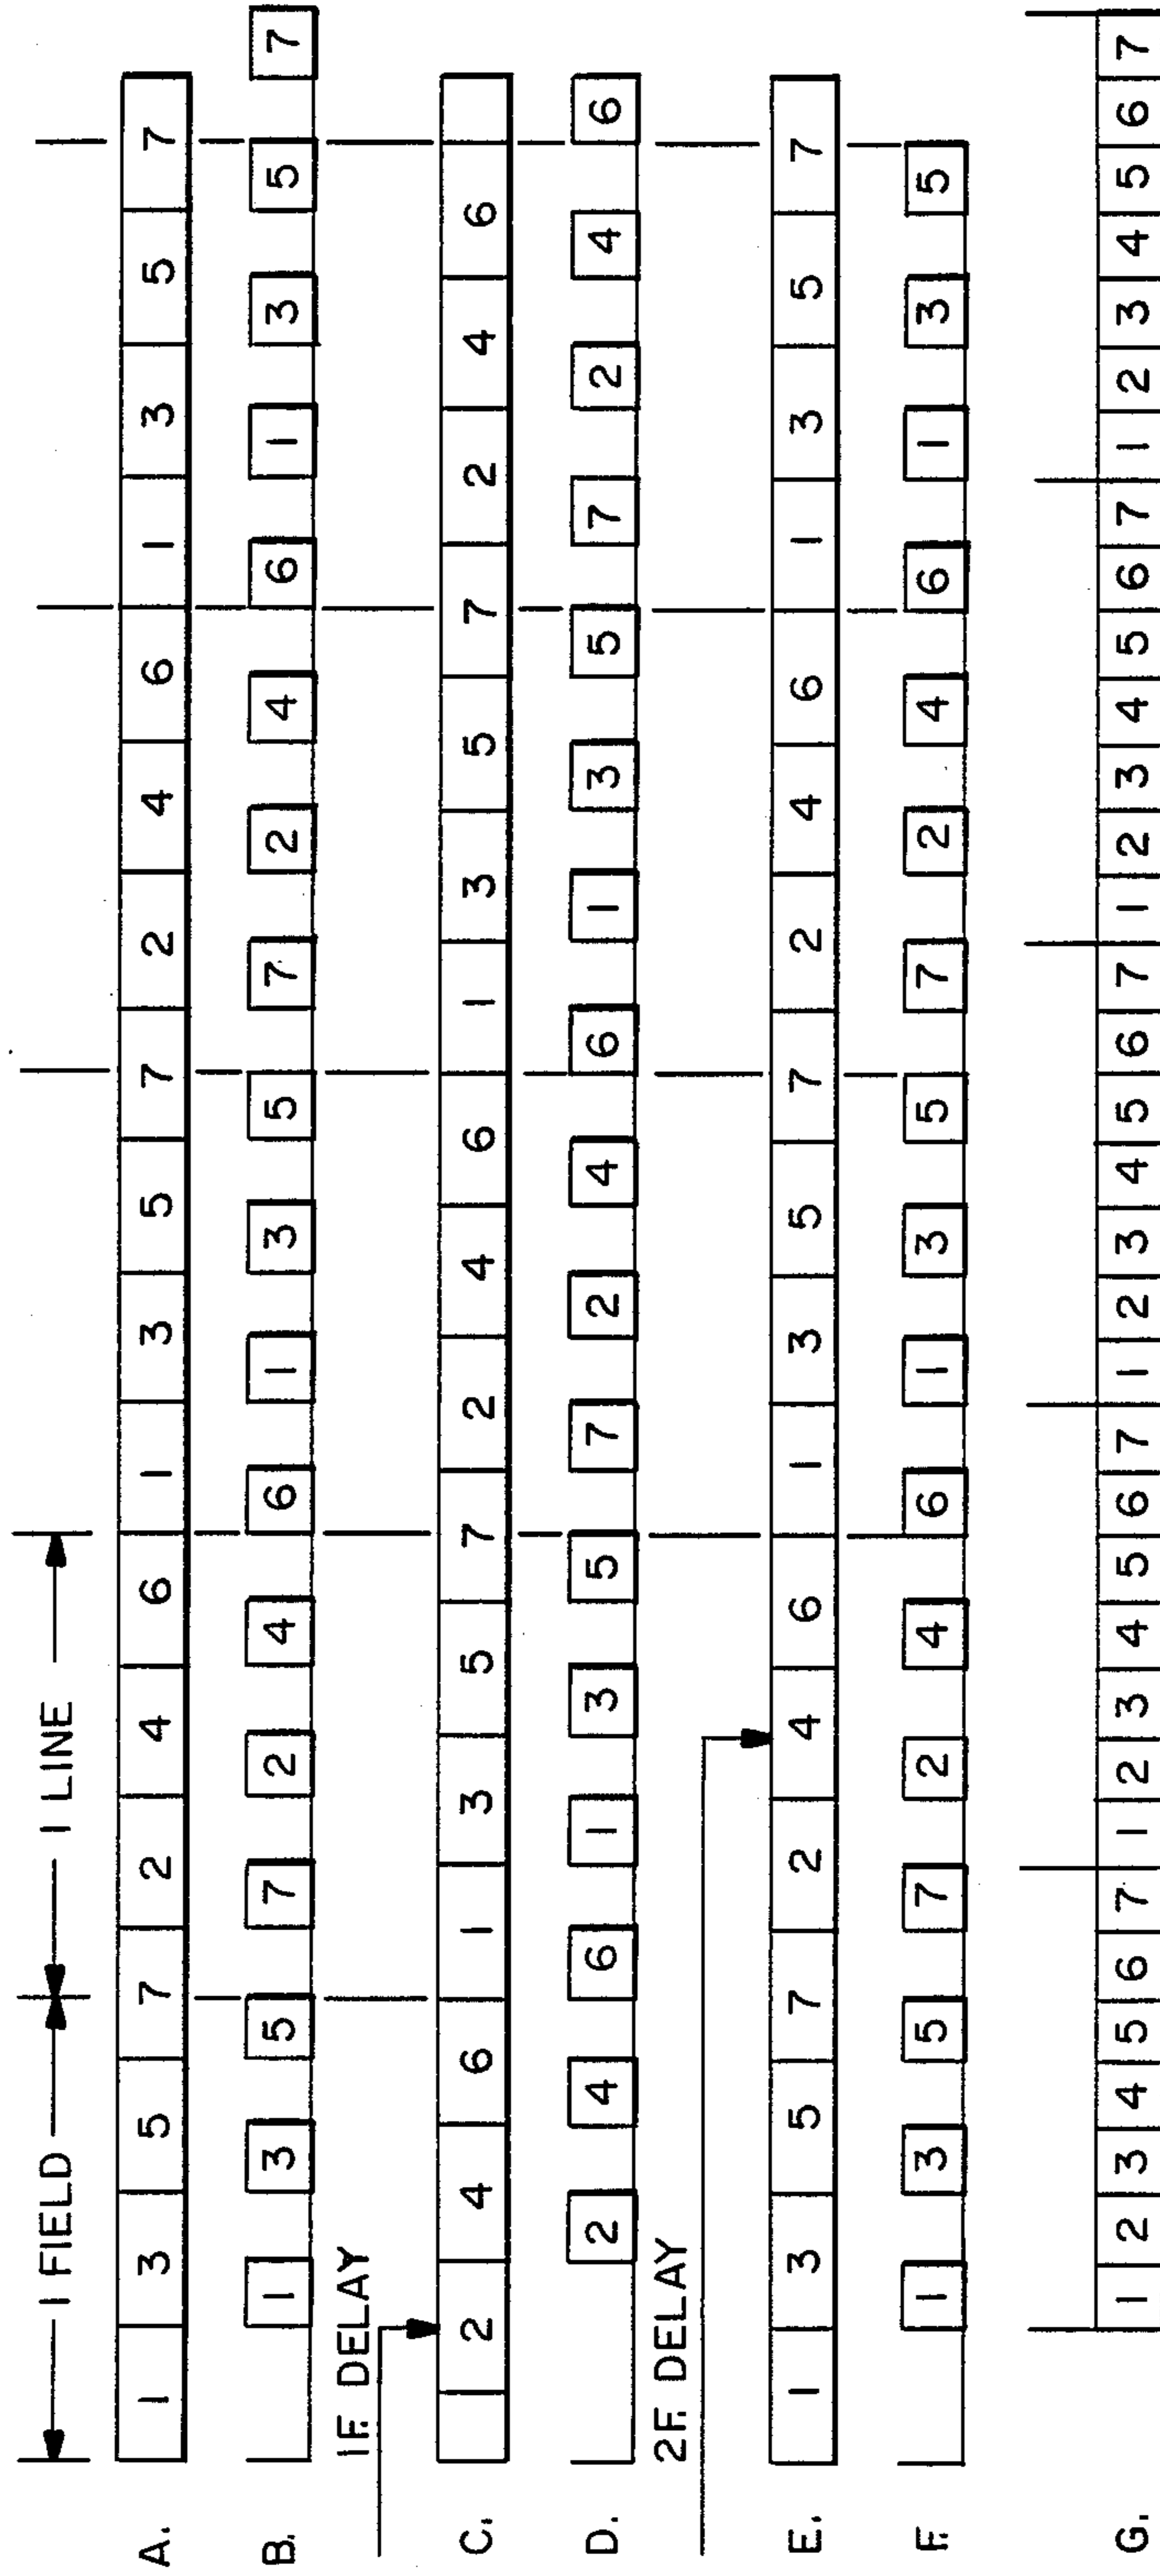 1 FIELD 1 LINE
A. 1 3 5 7 2 4 6 1 3 5 7 2 4 6 1 3 5 7
B. 1 3 5 7 2 4 6 1 3 5 7 2 4 6 1 3 5 7
1F. DELAY
C. 2 4 6 1 3 5 7 2 4 6 1 3 5 7 2 4 6
D. 2 4 6 1 3 5 7 2 4 6 1 3 5 7 2 4 6
2F. DELAY
E. 1 3 5 7 2 4 6 1 3 5 7 2 4 6 1 3 5 7
F. 1 3 5 7 2 4 6 1 3 5 7 2 4 6 1 3 5
G. 1 2 3 4 5 6 7 1 2 3 4 5 6 7 1 2 3 4 5 6 7 1 2 3 4 5 6 7 1 2 3 4 5 6 7